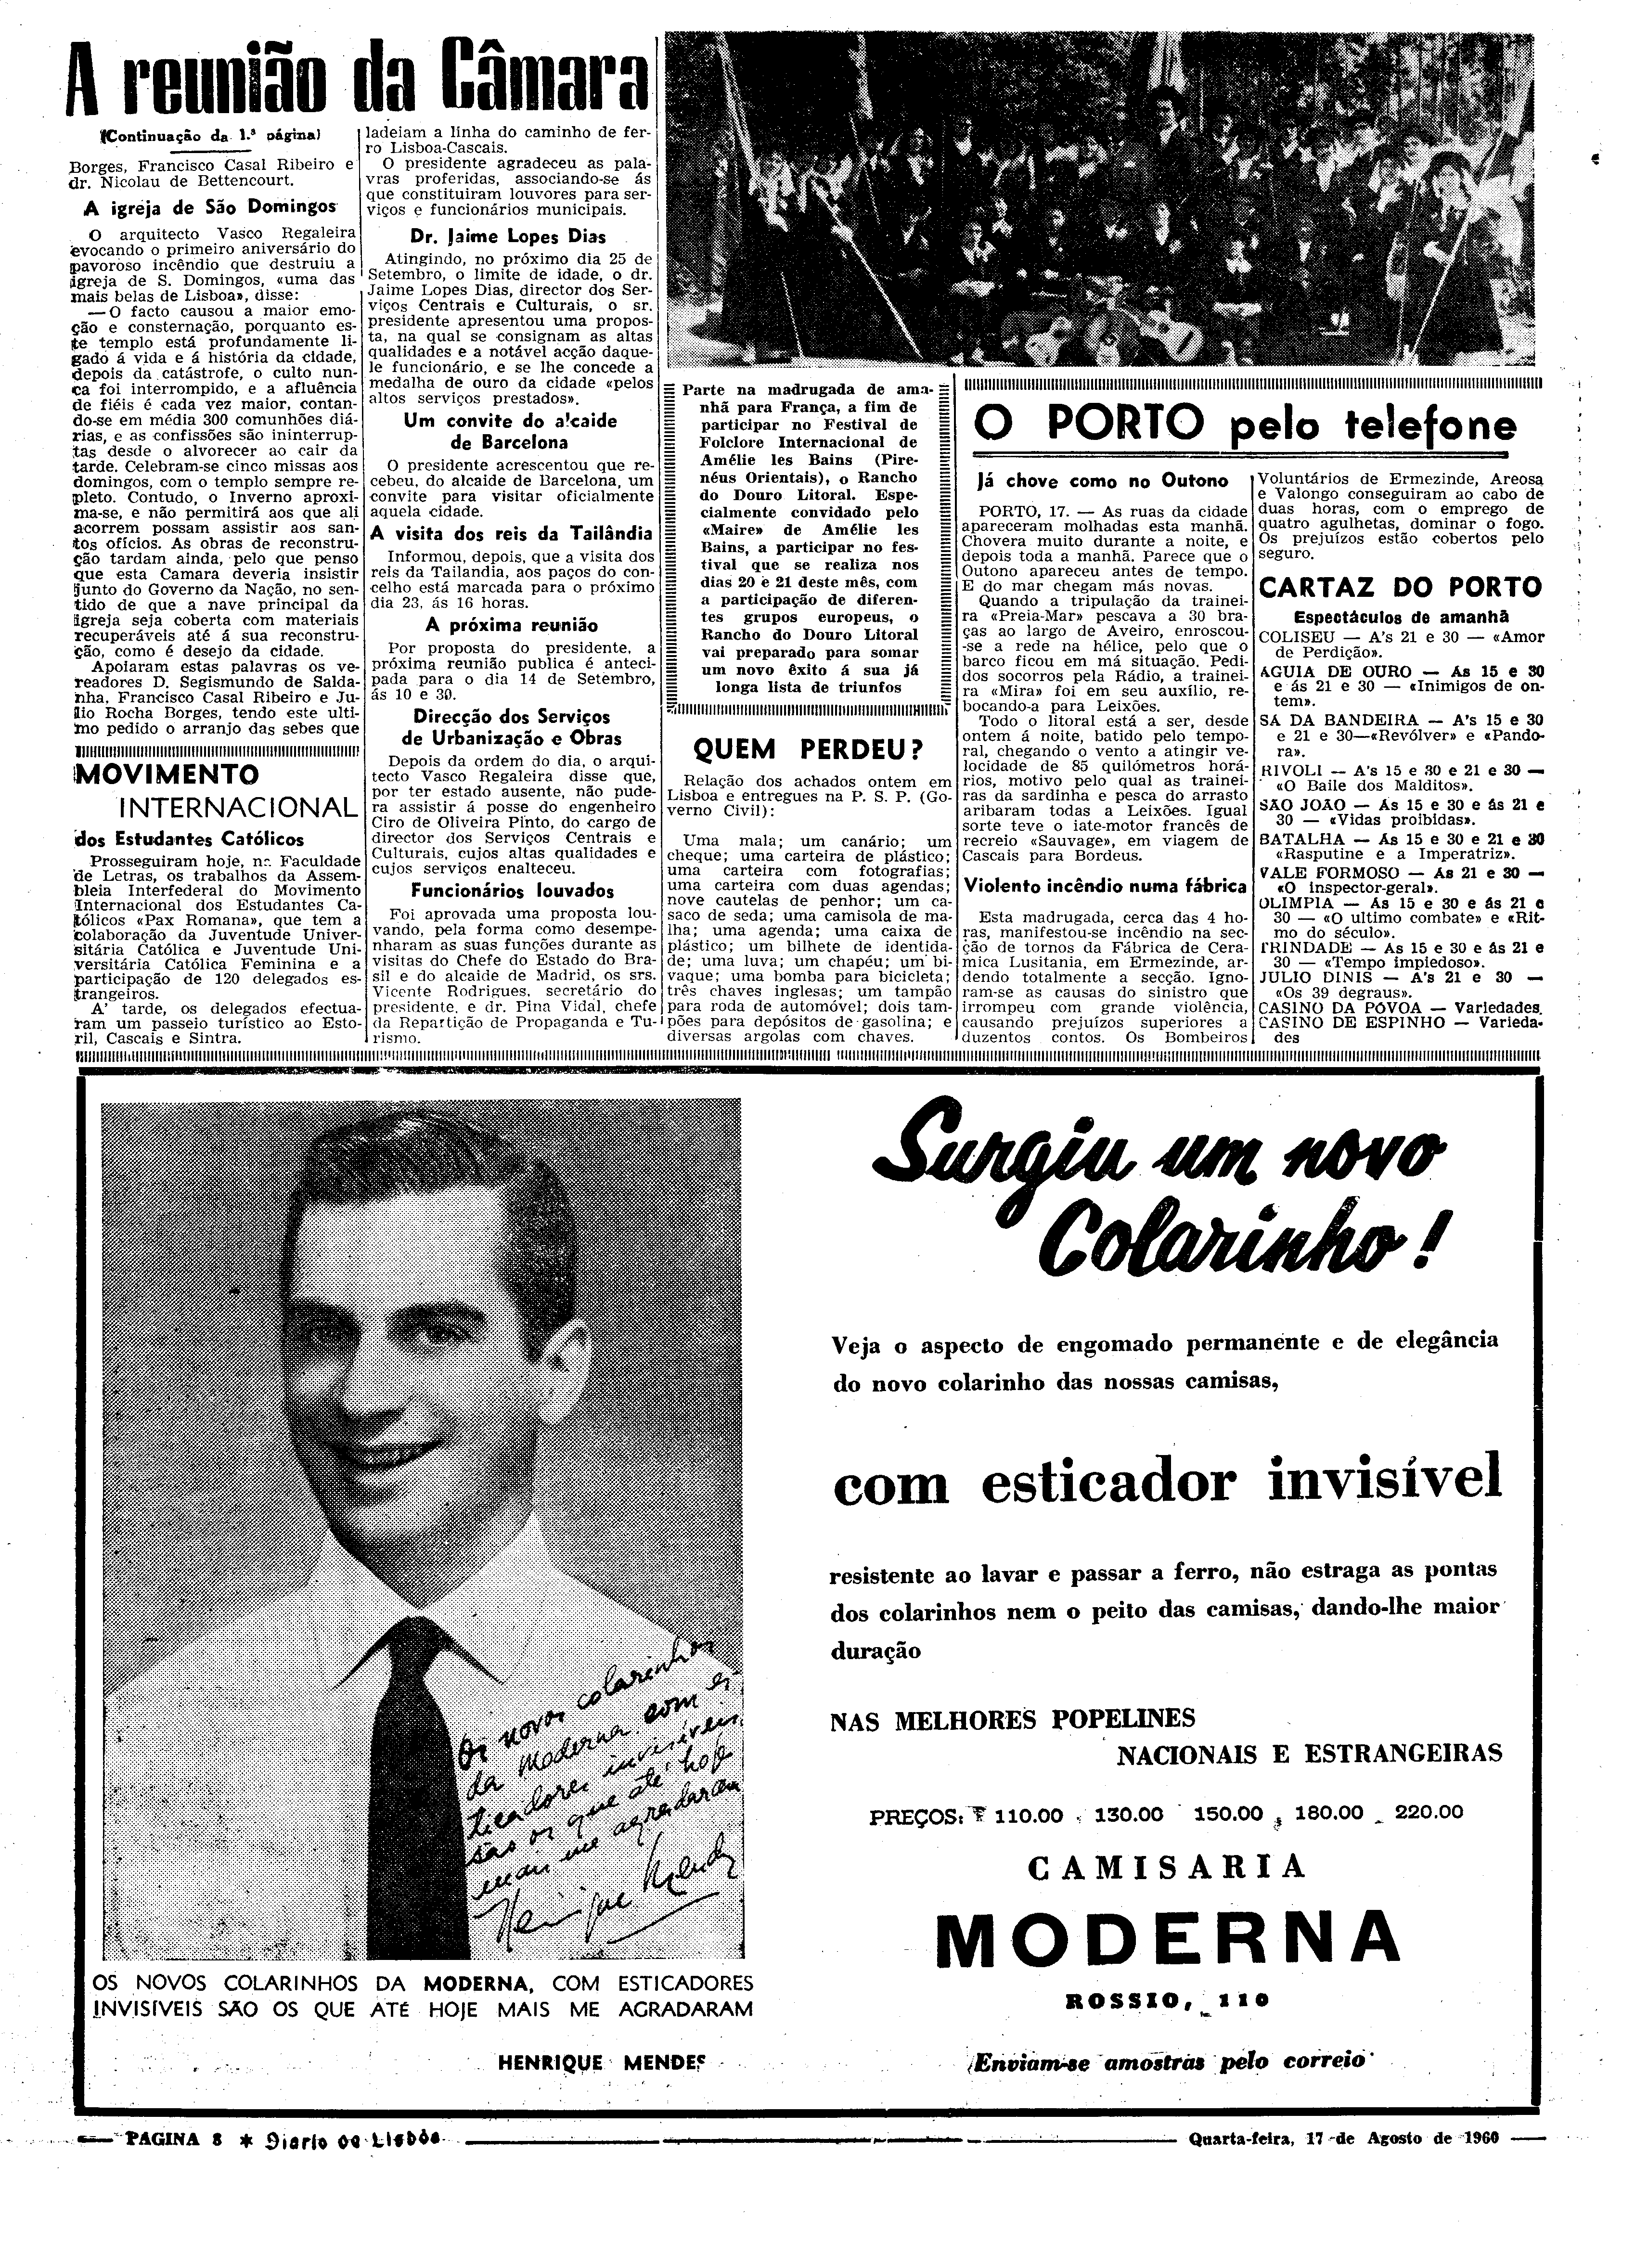 A reunião da Câmara
(Continuação da 1.ª página)
Borges, Francisco Casal Ribeiro e
dr. Nicolau de Bettencourt.
A igreja de São Domingos
O arquitecto Vasco Regaleira
evocando o primeiro aniversário do
pavoroso incêndio que destruiu a
igreja de S. Domingos, «uma das
mais belas de Lisboa», disse:
— O facto causou a maior emo-
ção e consternação, porquanto es-
te templo está profundamente li-
gado á vida e á história da cidade,
depois da catástrofe, o culto nun-
ca foi interrompido, e a afluência
de fiéis é cada vez maior, contan-
do-se em média 300 comunhões diá-
rias, e as confissões são ininterrup-
tas desde o alvorecer ao cair da
tarde. Celebram-se cinco missas aos
domingos, com o templo sempre re-
pleto. Contudo, o Inverno aproxi-
ma-se, e não permitirá aos que ali
acorrem possam assistir aos san-
tos ofícios. As obras de reconstru-
ção tardam ainda, pelo que penso
que esta Camara deveria insistir
junto do Governo da Nação, no sen-
tido de que a nave principal da
igreja seja coberta com materiais
recuperáveis até á sua reconstru-
ção, como é desejo da cidade.
Apoiaram estas palavras os ve-
readores D. Segismundo de Salda-
nha, Francisco Casal Ribeiro e Ju-
lio Rocha Borges, tendo este ulti-
mo pedido o arranjo das sebes que
MOVIMENTO
INTERNACIONAL
dos Estudantes Católicos
Prosseguiram hoje, na Faculdade
de Letras, os trabalhos da Assem-
bleia Interfederal do Movimento
Internacional dos Estudantes Ca-
tólicos «Pax Romana», que tem a
colaboração da Juventude Univer-
sitária Católica e Juventude Uni-
versitária Católica Feminina e a
participação de 120 delegados es-
trangeiros.
A' tarde, os delegados efectua-
ram um passeio turístico ao Esto-
ril, Cascais e Sintra.
ladeiam a linha do caminho de fer-
ro Lisboa-Cascais.
O presidente agradeceu as pala-
vras proferidas, associando-se ás
que constituiram louvores para ser-
viços e funcionários municipais.
Dr. Jaime Lopes Dias
Atingindo, no próximo dia 25 de
Setembro, o limite de idade, o dr.
Jaime Lopes Dias, director dos Ser-
viços Centrais e Culturais, o sr.
presidente apresentou uma propos-
ta, na qual se consignam as altas
qualidades e a notável acção daque-
le funcionário, e se lhe concede a
medalha de ouro da cidade «pelos
altos serviços prestados».
Um convite do alcaide
de Barcelona
O presidente acrescentou que re-
cebeu, do alcaide de Barcelona, um
convite para visitar oficialmente
aquela cidade.
A visita dos reis da Tailândia
Informou, depois, que a visita dos
reis da Tailandia, aos paços do con-
celho está marcada para o próximo
dia 23, ás 16 horas.
A próxima reunião
Por proposta do presidente, a
próxima reunião publica é anteci-
pada para o dia 14 de Setembro,
ás 10 e 30.
Direcção dos Serviços
de Urbanização e Obras
Depois da ordem do dia, o arqui-
tecto Vasco Regaleira disse que,
por ter estado ausente, não pude-
ra assistir á posse do engenheiro
Ciro de Oliveira Pinto, do cargo de
director dos Serviços Centrais e
Culturais, cujos altas qualidades e
cujos serviços enalteceu.
Funcionários louvados
Foi aprovada uma proposta lou-
vando, pela forma como desempe-
nharam as suas funções durante as
visitas do Chefe do Estado do Bra-
sil e do alcaide de Madrid, os srs.
Vicente Rodrigues, secretário do
presidente, e dr. Pina Vidal, chefe
da Repartição de Propaganda e Tu-
rismo.
Parte na madrugada de ama-
nhã para França, a fim de
participar no Festival de
Folclore Internacional de
Amélie les Bains (Pire-
néus Orientais), o Rancho
do Douro Litoral. Espe-
cialmente convidado pelo
«Maire» de Amélie les
Bains, a participar no fes-
tival que se realiza nos
dias 20 e 21 deste mês, com
a participação de diferen-
tes grupos europeus, o
Rancho do Douro Litoral
vai preparado para somar
um novo êxito á sua já
longa lista de triunfos
QUEM PERDEU?
Relação dos achados ontem em
Lisboa e entregues na P. S. P. (Go-
verno Civil):
Uma mala; um canário; um
cheque; uma carteira de plástico;
uma carteira com fotografias;
uma carteira com duas agendas;
nove cautelas de penhor; um ca-
saco de seda; uma camisola de ma-
lha; uma agenda; uma caixa de
plástico; um bilhete de identida-
de; uma luva; um chapéu; um bi-
vaque; uma bomba para bicicleta;
três chaves inglesas; um tampão
para roda de automóvel; dois tam-
pões para depósitos de gasolina; e
diversas argolas com chaves.
O PORTO pelo telefone
Já chove como no Outono
PORTO, 17. — As ruas da cidade
apareceram molhadas esta manhã.
Chovera muito durante a noite, e
depois toda a manhã. Parece que o
Outono apareceu antes de tempo.
E do mar chegam más novas.
Quando a tripulação da trainei-
ra «Preia-Mar» pescava a 30 bra-
ças ao largo de Aveiro, enroscou-
-se a rede na hélice, pelo que o
barco ficou em má situação. Pedi-
dos socorros pela Rádio, a trainei-
ra «Mira» foi em seu auxílio, re-
bocando-a para Leixões.
Todo o litoral está a ser, desde
ontem á noite, batido pelo tempo-
ral, chegando o vento a atingir ve-
locidade de 85 quilómetros horá-
rios, motivo pelo qual as trainei-
ras da sardinha e pesca do arrasto
aribaram todas a Leixões. Igual
sorte teve o iate-motor francês de
recreio «Sauvage», em viagem de
Cascais para Bordeus.
Violento incêndio numa fábrica
Esta madrugada, cerca das 4 ho-
ras, manifestou-se incêndio na sec-
ção de tornos da Fábrica de Cera-
mica Lusitania, em Ermezinde, ar-
dendo totalmente a secção. Igno-
ram-se as causas do sinistro que
irrompeu com grande violência,
causando prejuízos superiores a
duzentos contos. Os Bombeiros
Voluntários de Ermezinde, Areosa
e Valongo conseguiram ao cabo de
duas horas, com o emprego de
quatro agulhetas, dominar o fogo.
Os prejuízos estão cobertos pelo
seguro.
CARTAZ DO PORTO
Espectáculos de amanhã
COLISEU — A's 21 e 30 — «Amor
de Perdição».
AGUIA DE OURO — As 15 e 30
e ás 21 e 30 — «Inimigos de on-
tem».
SÁ DA BANDEIRA — A's 15 e 30
e 21 e 30—«Revólver» e «Pando-
ra».
RIVOLI — A's 15 e 30 e 21 e 30 —
«O Baile dos Malditos».
SÃO JOÃO — As 15 e 30 e ás 21 e
30 — «Vidas proibidas».
BATALHA — As 15 e 30 e 21 e 30
«Rasputine e a Imperatriz».
VALE FORMOSO — As 21 e 30 —
«O inspector-geral».
OLIMPIA — As 15 e 30 e ás 21 e
30 — «O ultimo combate» e «Rit-
mo do século».
TRINDADE — As 15 e 30 e ás 21 e
30 — «Tempo impiedoso».
JULIO DINIS — A's 21 e 30 —
«Os 39 degraus».
CASINO DA PÓVOA — Variedades.
CASINO DE ESPINHO — Varieda-
des
Surgiu um novo
Colarinho!
Veja o aspecto de engomado permanente e de elegância
do novo colarinho das nossas camisas,
com esticador invisível
resistente ao lavar e passar a ferro, não estraga as pontas
dos colarinhos nem o peito das camisas, dando-lhe maior
duração
NAS MELHORES POPELINES
NACIONAIS E ESTRANGEIRAS
PREÇOS: 110.00 130.00 150.00 180.00 220.00
CAMISARIA
MODERNA
ROSSIO, 110
Enviam-se amostras pelo correio
Os novos colarinhos
da Moderna com es-
ticadores invisíveis
são os que até hoje
mais me agradaram
Henrique Mendes
OS NOVOS COLARINHOS DA MODERNA, COM ESTICADORES
INVISÍVEIS SÃO OS QUE ATÉ HOJE MAIS ME AGRADARAM
HENRIQUE MENDES
PAGINA 8 * Diario de Lisbôa
Quarta-feira, 17 de Agosto de 1960